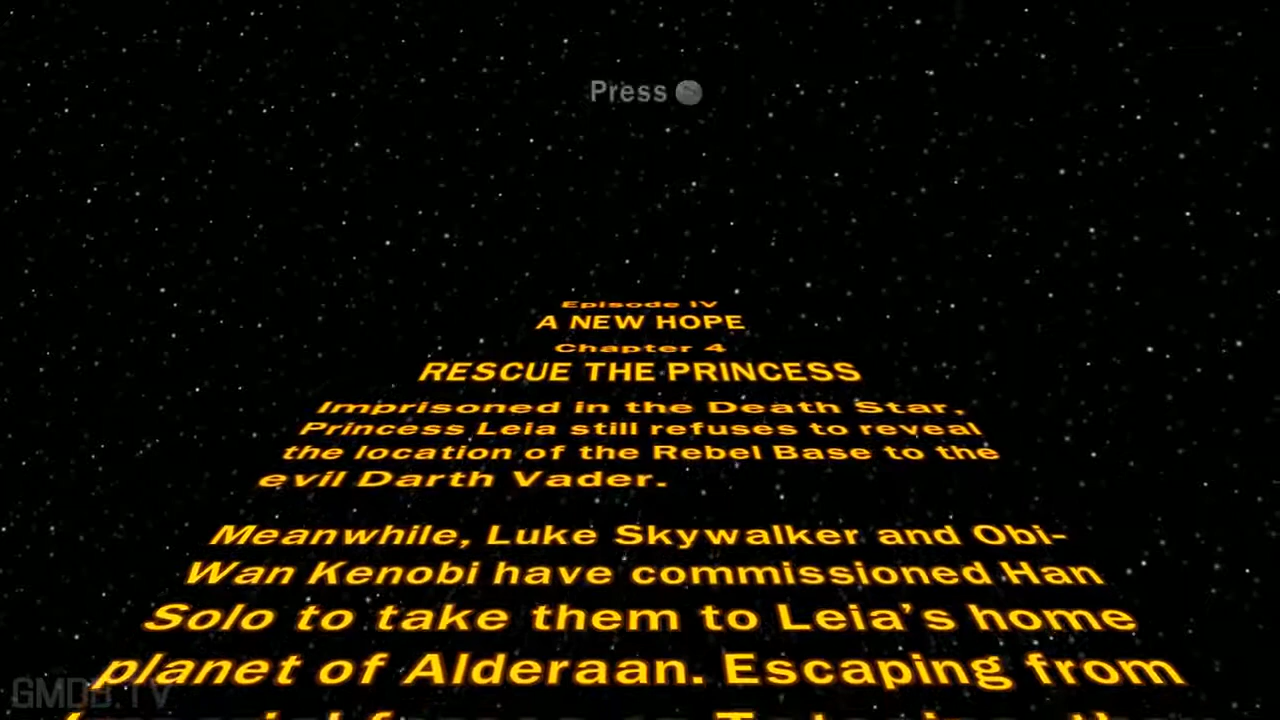 Press
Episode IV
A NEW HOPE
Chapter 4
RESCUE THE PRINCESS
Imprisoned in the Death Star,
Princess Leia still refuses to reveal
the location of the Rebel Base to the
evil Darth Vader.
Meanwhile, Luke Skywalker and Obi-
Wan Kenobi have commissioned Han
Solo to take them to Leia’s home
planet of Alderaan. Escaping from
GMDB.TV